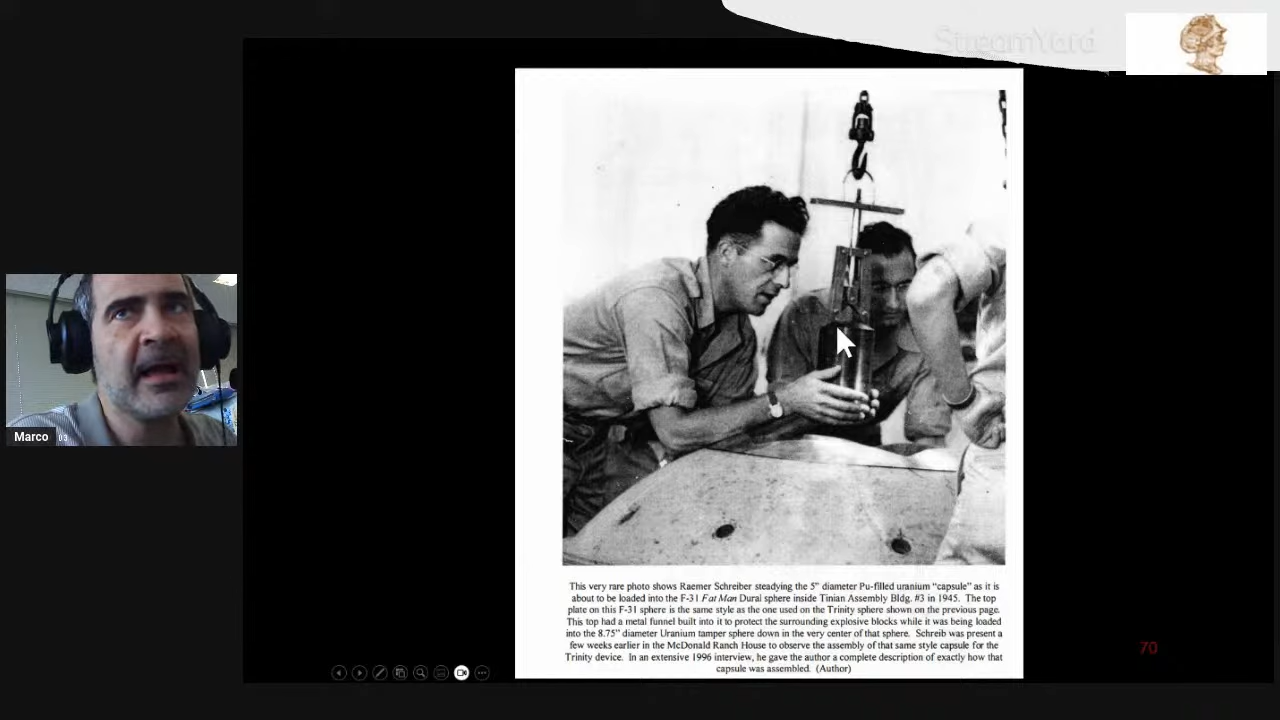 StreamYard
Marco
This very rare photo shows Raemer Schreiber steadying the 5" diameter Pu-filled uranium "capsule" as it is
about to be loaded into the F-31 Fat Man Dural sphere inside Tinian Assembly Bldg. #3 in 1945. The top
plate on this F-31 sphere is the same style as the one used on the Trinity sphere shown on the previous page.
This top had a metal funnel built into it to protect the surrounding explosive blocks while it was being loaded
into the 8.75" diameter Uranium tamper sphere down in the very center of that sphere. Schreib was present a
few weeks earlier in the McDonald Ranch House to observe the assembly of that same style capsule for the
Trinity device. In an extensive 1996 interview, he gave the author a complete description of exactly how that
capsule was assembled. (Author)
70